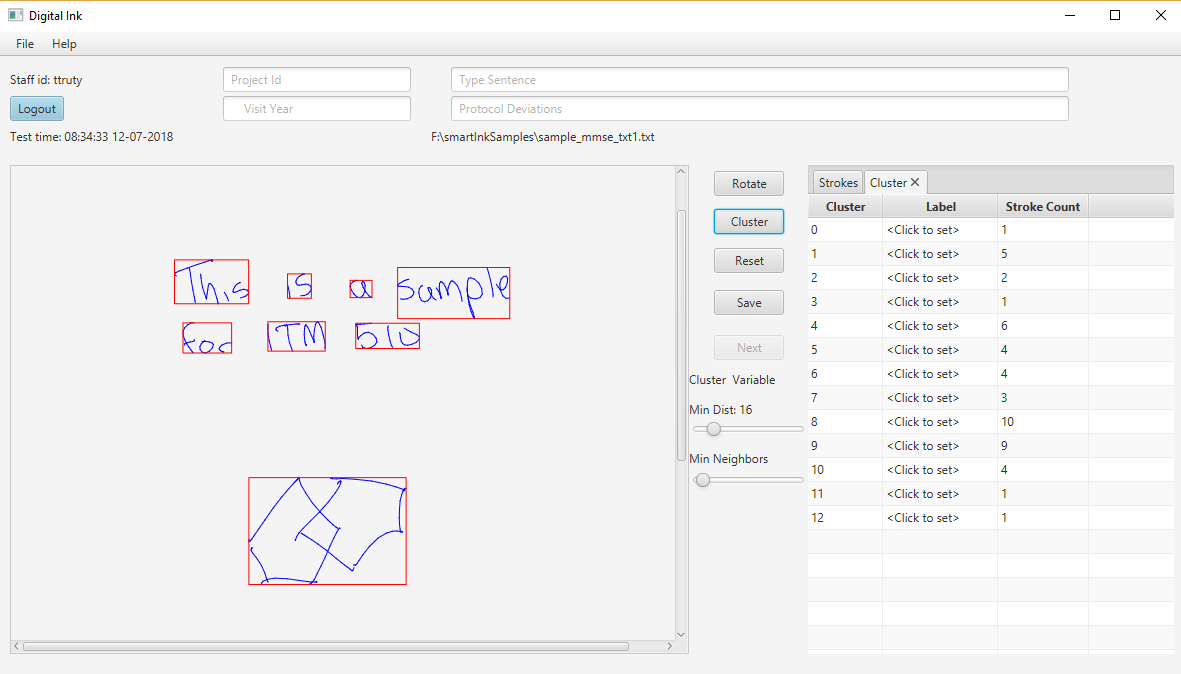 Digital Ink
File Help
Staff id: ttruty Project Id Type Sentence
Logout Visit Year Protocol Deviations
Test time: 08:34:33 12-07-2018 F:\smartInkSamples\sample_mmse_txt1.txt
This is a sample
for ITM 510
Rotate
Cluster
Reset
Save
Next
Cluster Variable
Min Dist: 16
Min Neighbors
Strokes Cluster
Cluster Label Stroke Count
0 <Click to set> 1
1 <Click to set> 5
2 <Click to set> 2
3 <Click to set> 1
4 <Click to set> 6
5 <Click to set> 4
6 <Click to set> 4
7 <Click to set> 3
8 <Click to set> 10
9 <Click to set> 9
10 <Click to set> 4
11 <Click to set> 1
12 <Click to set> 1